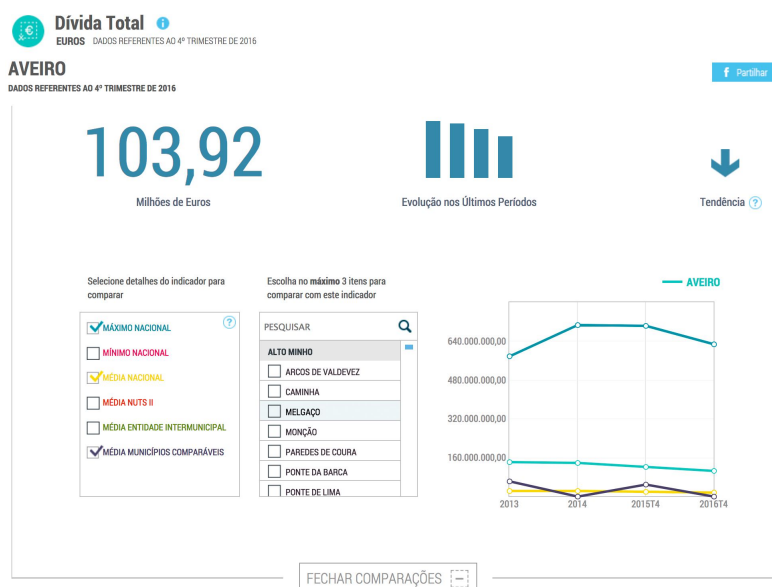 Dívida Total
EUROS DADOS REFERENTES AO 4º TRIMESTRE DE 2016
AVEIRO
DADOS REFERENTES AO 4º TRIMESTRE DE 2016
f Partilhar
103,92
Milhões de Euros
Evolução nos Últimos Períodos
Tendência ?
Selecione detalhes do indicador para
comparar
MÁXIMO NACIONAL ?
MÍNIMO NACIONAL
MÉDIA NACIONAL
MÉDIA NUTS II
MÉDIA ENTIDADE INTERMUNICIPAL
MÉDIA MUNICÍPIOS COMPARÁVEIS
Escolha no máximo 3 itens para
comparar com este indicador
PESQUISAR
ALTO MINHO
ARCOS DE VALDEVEZ
CAMINHA
MELGAÇO
MONÇÃO
PAREDES DE COURA
PONTE DA BARCA
PONTE DE LIMA
AVEIRO
640.000.000,00
480.000.000,00
320.000.000,00
160.000.000,00
2013 2014 2015T4 2016T4
FECHAR COMPARAÇÕES